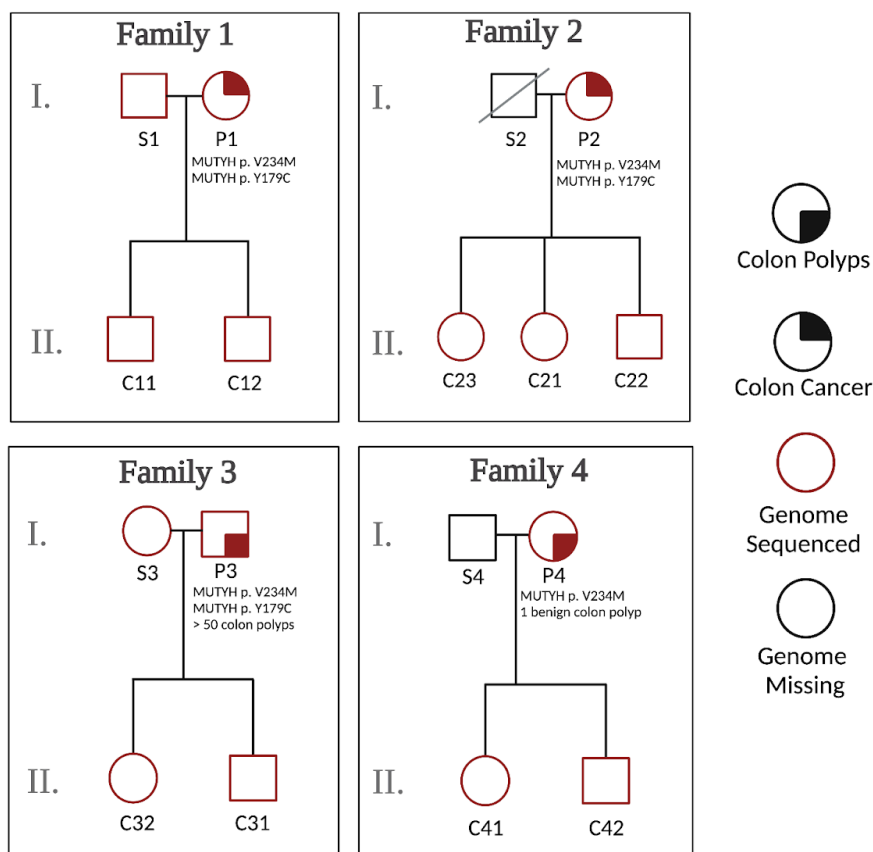 Family 1
I.
S1
P1
MUTYH p. V234M
MUTYH p. Y179C
II.
C11
C12
Family 2
I.
S2
P2
MUTYH p. V234M
MUTYH p. Y179C
II.
C23
C21
C22
Family 3
I.
S3
P3
MUTYH p. V234M
MUTYH p. Y179C
> 50 colon polyps
II.
C32
C31
Family 4
I.
S4
P4
MUTYH p. V234M
1 benign colon polyp
II.
C41
C42
Colon Polyps
Colon Cancer
Genome
Sequenced
Genome
Missing